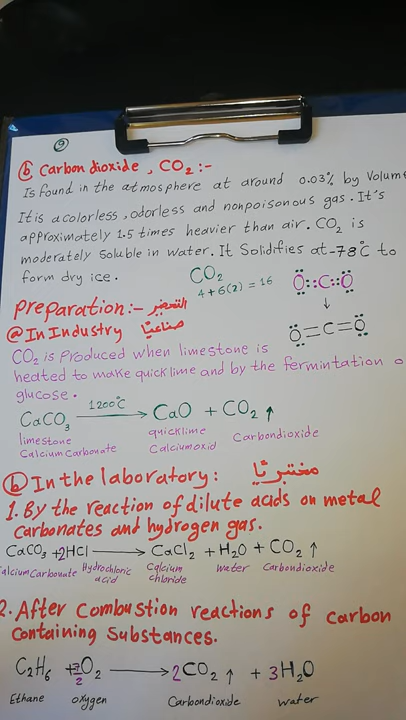 9
ⓑ Carbon dioxide, CO₂ :-
Is found in the atmosphere at around 0.03% by Volume
It is a colorless, odorless and nonpoisonous gas. It's
approximately 1.5 times heavier than air. CO₂ is
moderately soluble in water. It Solidifies at -78°C to
form dry ice.
CO₂
4+6(2) = 16
Ö::C::Ö
↓
Ö=C=Ö
Preparation:- التحضير
@ In Industry صناعيًا
CO₂ is Produced when limestone is
heated to make quicklime and by the fermintation o
glucose.
CaCO₃ —1200°C→ CaO + CO₂ ↑
limestone quicklime Carbondioxide
Calcium Carbonate Calcium oxid
ⓑ In the laboratory: مختبريًا
1. By the reaction of dilute acids on metal
Carbonates and hydrogen gas.
CaCO₃ + 2HCl → CaCl₂ + H₂O + CO₂ ↑
alcium Carbonate Hydrochloric acid Calcium chloride water Carbondioxide
2. After Combustion reactions of carbon
Containing Substances.
C₂H₆ + 7/2 O₂ → 2CO₂ ↑ + 3H₂O
Ethane oxygen Carbondioxide water